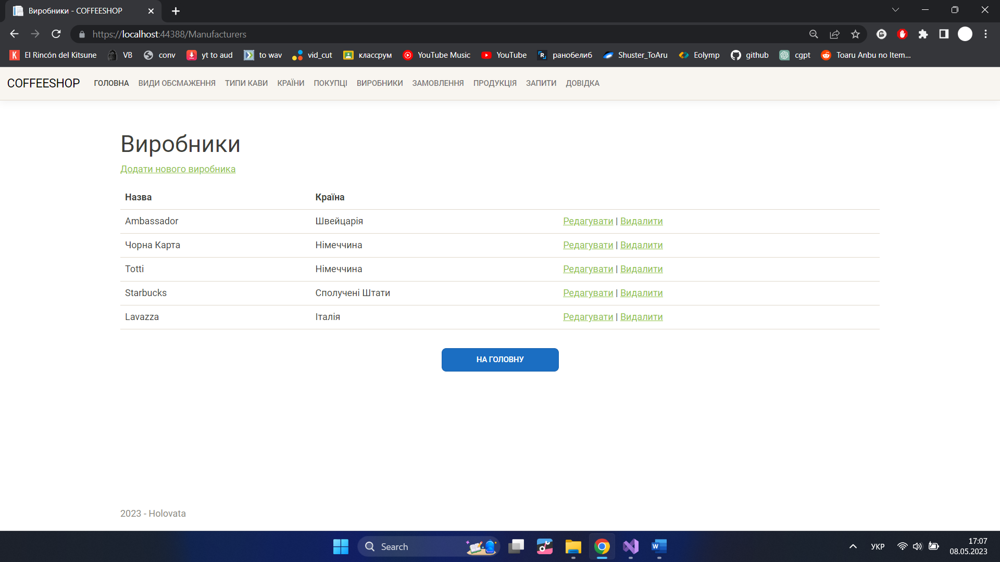 Виробники - COFFEESHOP
https://localhost:44388/Manufacturers
El Rincón del Kitsune VB conv yt to aud to wav vid_cut классрум YouTube Music YouTube ранобелиб Shuster_ToAru Eolymp github cgpt Toaru Anbu no Item...
COFFEESHOP ГОЛОВНА ВИДИ ОБСМАЖЕННЯ ТИПИ КАВИ КРАЇНИ ПОКУПЦІ ВИРОБНИКИ ЗАМОВЛЕННЯ ПРОДУКЦІЯ ЗАПИТИ ДОВІДКА
Виробники
Додати нового виробника
Назва Країна
Ambassador Швейцарія Редагувати | Видалити
Чорна Карта Німеччина Редагувати | Видалити
Totti Німеччина Редагувати | Видалити
Starbucks Сполучені Штати Редагувати | Видалити
Lavazza Італія Редагувати | Видалити
НА ГОЛОВНУ
2023 - Holovata
Search
УКР
17:07
08.05.2023